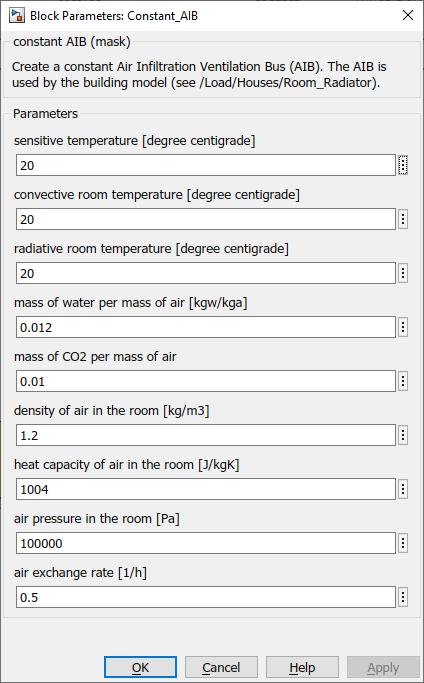 Block Parameters: Constant_AIB
constant AIB (mask)
Create a constant Air Infiltration Ventilation Bus (AIB). The AIB is
used by the building model (see /Load/Houses/Room_Radiator).
Parameters
sensitive temperature [degree centigrade]
20
convective room temperature [degree centigrade]
20
radiative room temperature [degree centigrade]
20
mass of water per mass of air [kgw/kga]
0.012
mass of CO2 per mass of air
0.01
density of air in the room [kg/m3]
1.2
heat capacity of air in the room [J/kgK]
1004
air pressure in the room [Pa]
100000
air exchange rate [1/h]
0.5
OK Cancel Help Apply